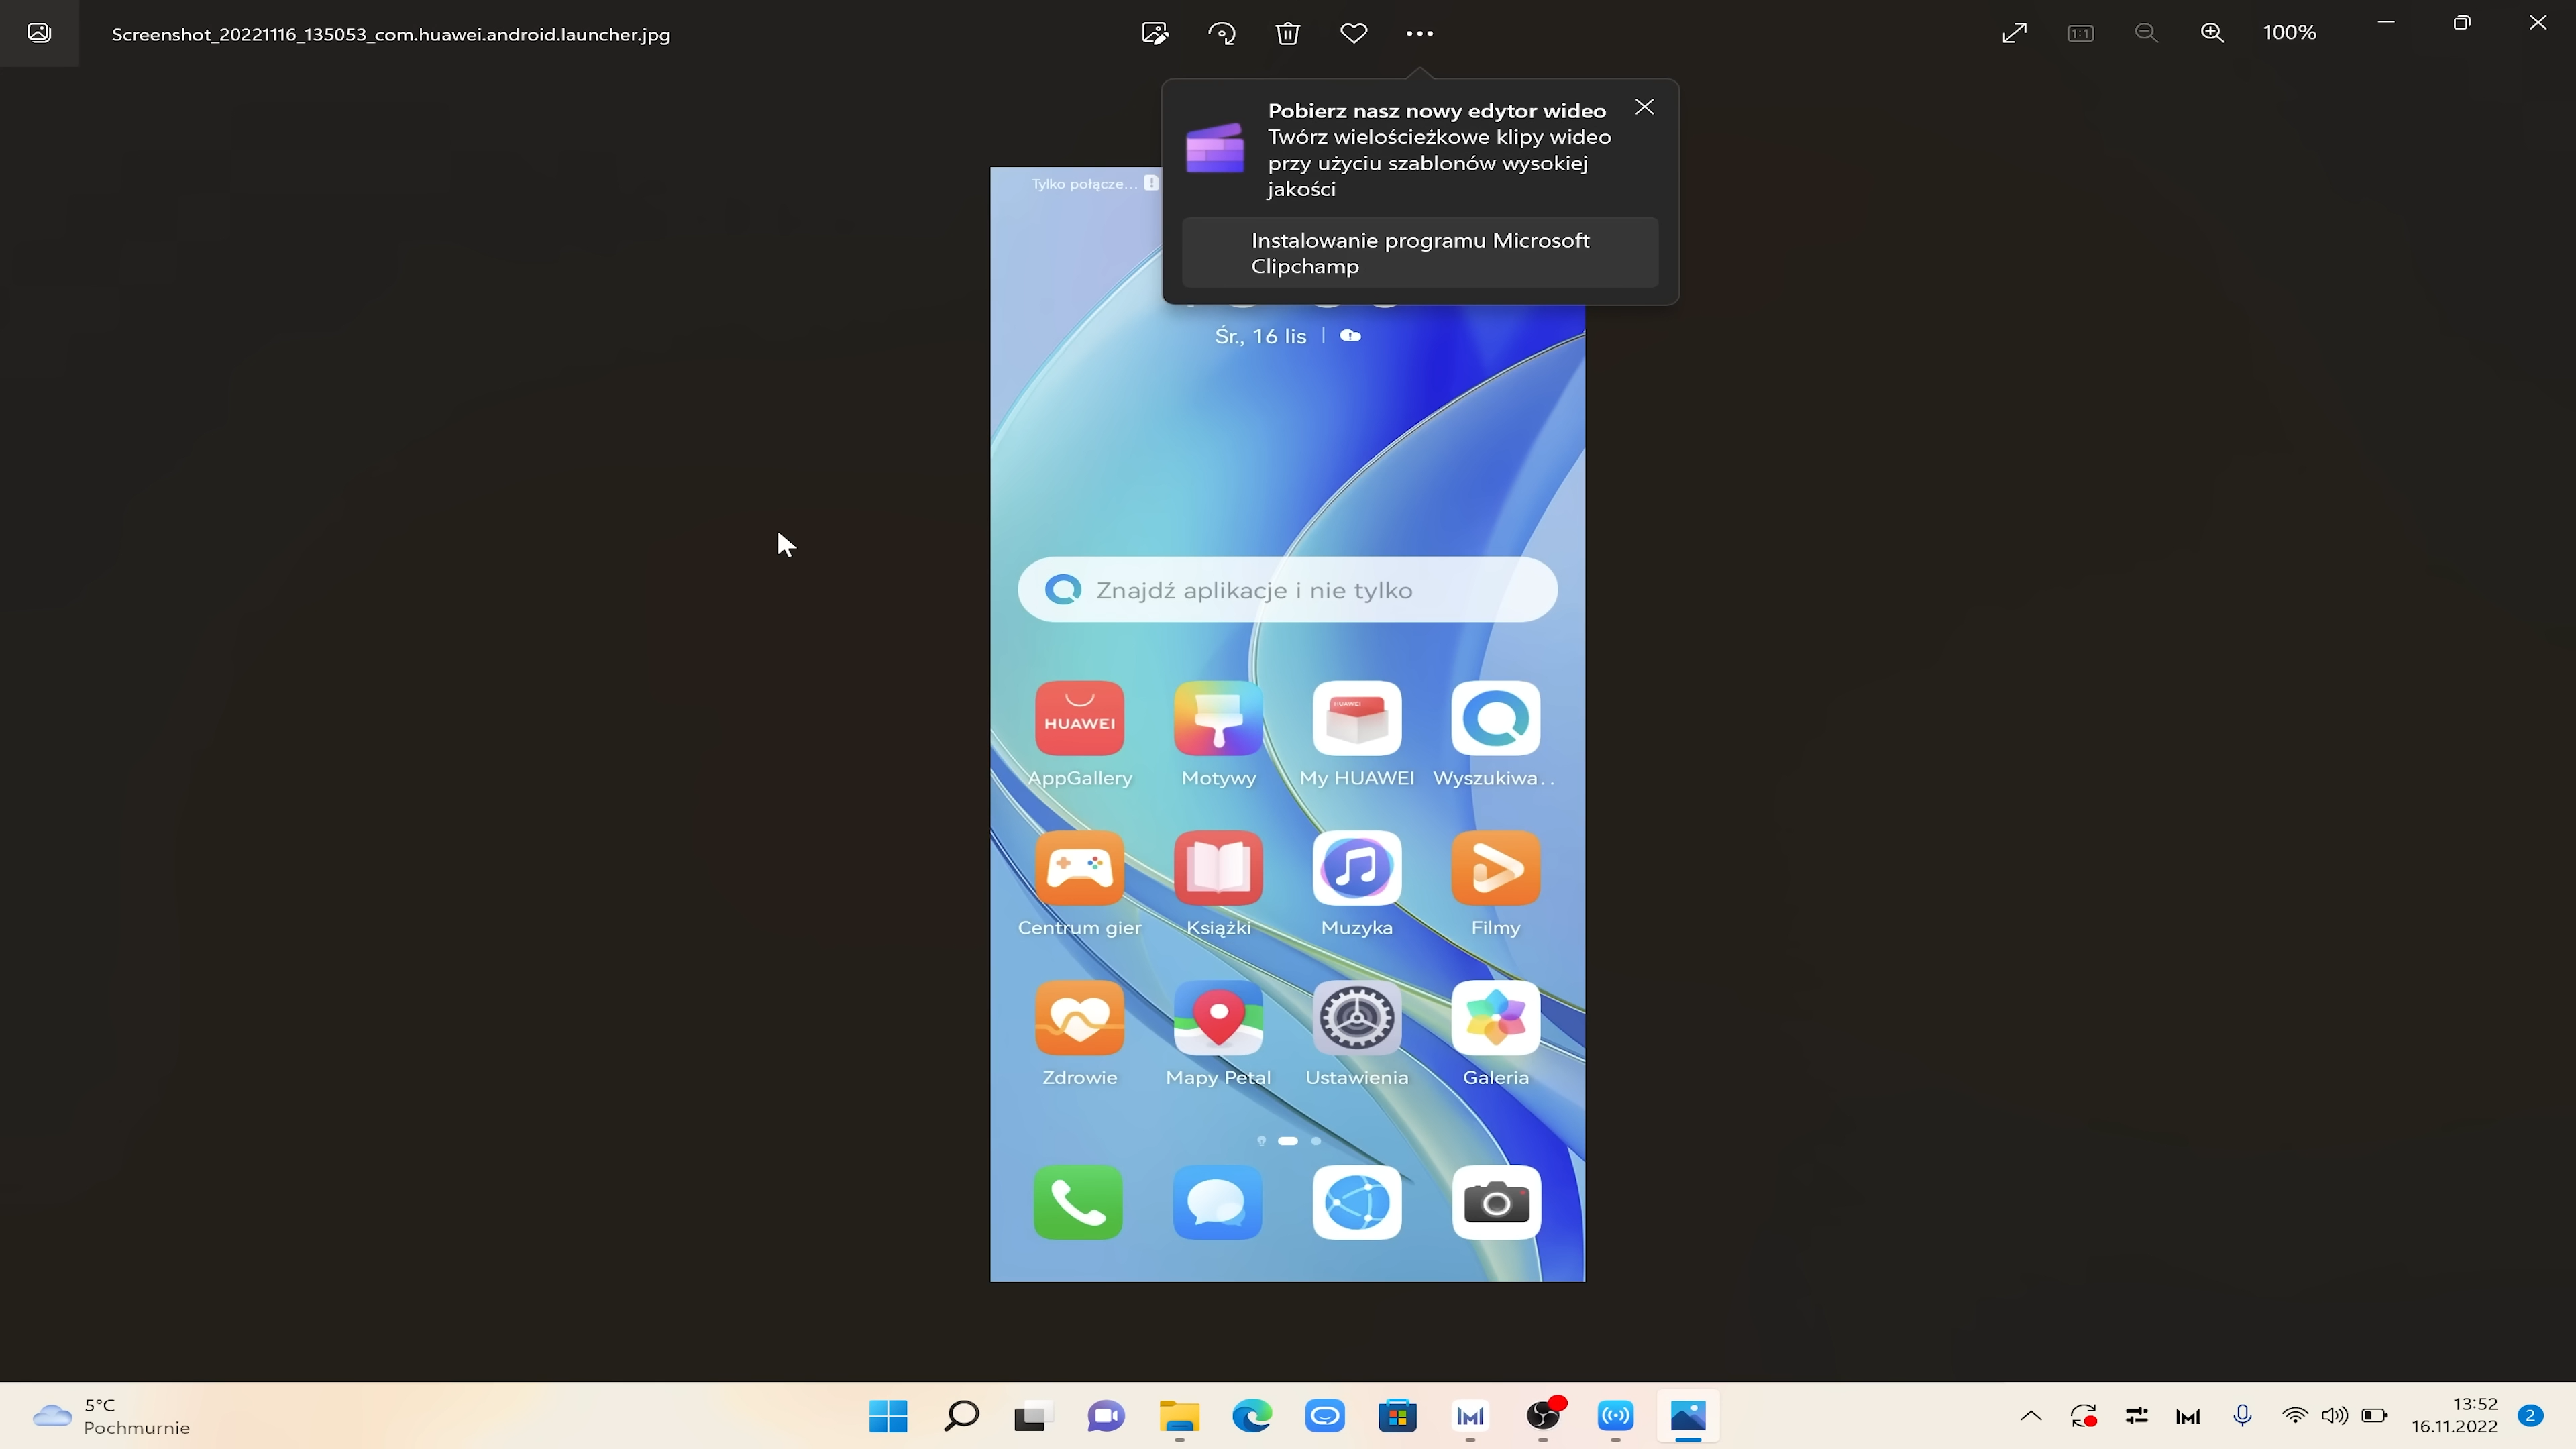 Screenshot_20221116_135053_com.huawei.android.launcher.jpg
100%
Pobierz nasz nowy edytor wideo
Twórz wielościeżkowe klipy wideo
przy użyciu szablonów wysokiej
jakości
Instalowanie programu Microsoft
Clipchamp
Tylko połącze...
Śr., 16 lis
Znajdź aplikacje i nie tylko
HUAWEI
HUAWEI
AppGallery Motywy My HUAWEI Wyszukiwa..
Centrum gier Książki Muzyka Filmy
Zdrowie Mapy Petal Ustawienia Galeria
5°C
Pochmurnie
13:52
16.11.2022
2